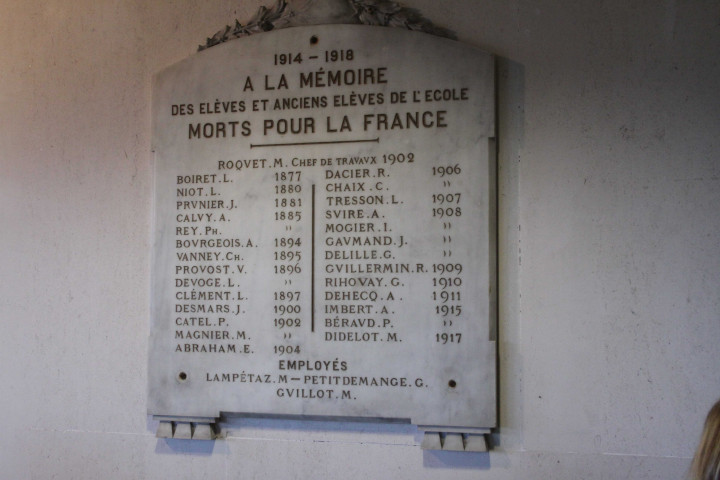 1914 - 1918
A LA MÉMOIRE
DES ELÈVES ET ANCIENS ELÈVES DE L'ECOLE
MORTS POUR LA FRANCE
ROQVET.M. CHEF DE TRAVAVX 1902
BOIRET.L. 1877
NIOT.L. 1880
PRVNIER.J. 1881
CALVY.A. 1885
REY.PH. "
BOVRGEOIS.A. 1894
VANNEY.CH. 1895
PROVOST.V. 1896
DEVOGE.L. "
CLÉMENT.L. 1897
DESMARS.J. 1900
CATEL.P. 1902
MAGNIER.M. "
ABRAHAM.E. 1904
DACIER.R. 1906
CHAIX.C. "
TRESSON.L. 1907
SVIRE.A. 1908
MOGIER.I. "
GAVMAND.J. "
DELILLE.G. "
GVILLERMIN.R. 1909
RIHOVAY.G. 1910
DEHECQ.A. 1911
IMBERT.A. 1915
BÉRAVD.P. "
DIDELOT.M. 1917
EMPLOYÉS
LAMPÉTAZ.M — PETITDEMANGE.G.
GVILLOT.M.